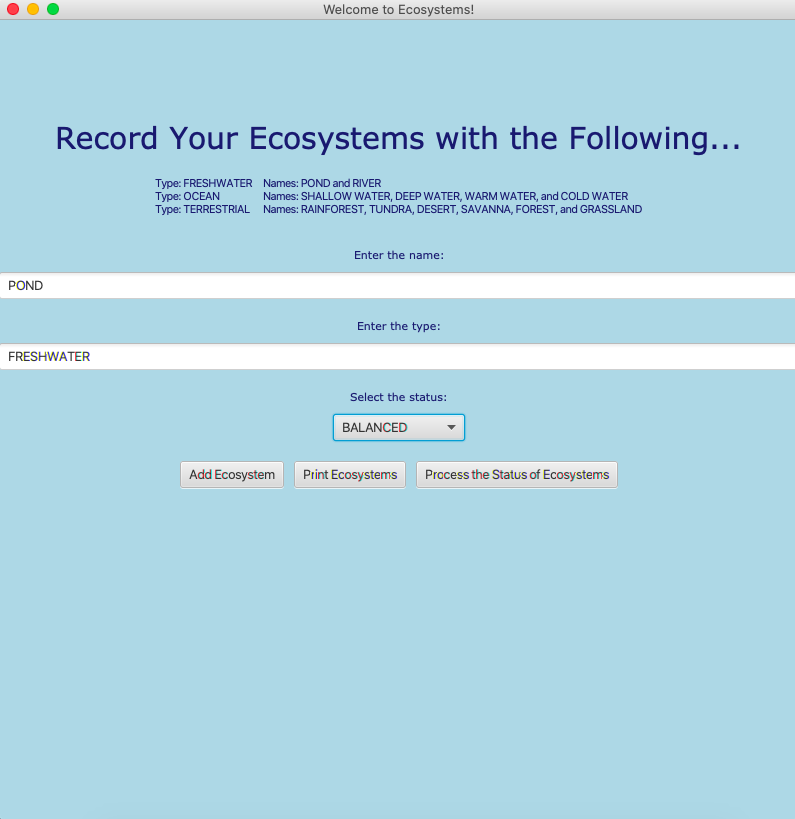 Welcome to Ecosystems!
Record Your Ecosystems with the Following...
Type: FRESHWATER Names: POND and RIVER
Type: OCEAN Names: SHALLOW WATER, DEEP WATER, WARM WATER, and COLD WATER
Type: TERRESTRIAL Names: RAINFOREST, TUNDRA, DESERT, SAVANNA, FOREST, and GRASSLAND
Enter the name:
POND
Enter the type:
FRESHWATER
Select the status:
BALANCED
Add Ecosystem Print Ecosystems Process the Status of Ecosystems